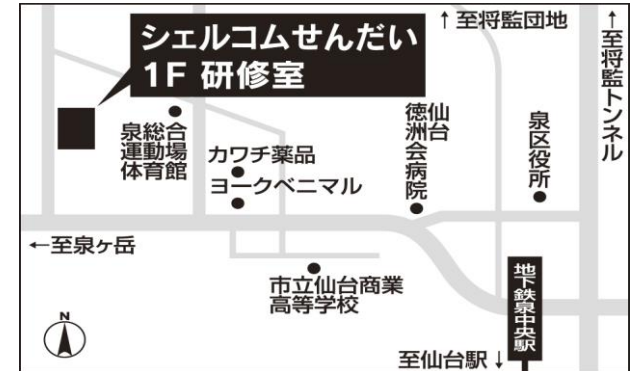 シェルコムせんだい
1F 研修室
↑至将監団地
↑至将監トンネル
泉総合
運動場
体育館
カワチ薬品
ヨークベニマル
仙台
徳洲会病院
泉区役所
←至泉ヶ岳
市立仙台商業
高等学校
地下鉄泉中央駅
N
至仙台駅↓